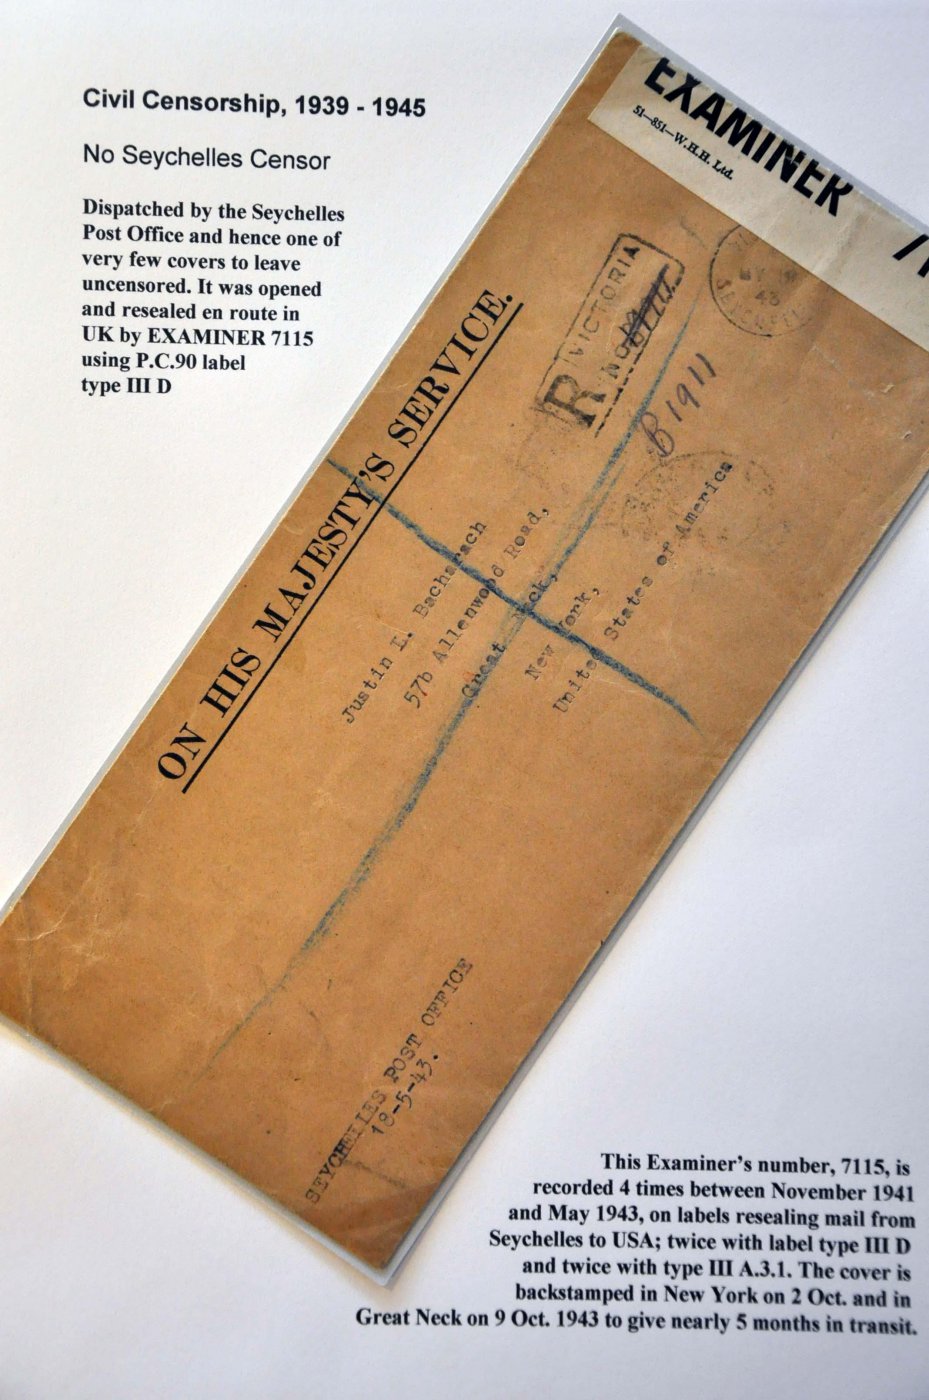 Civil Censorship, 1939 - 1945
No Seychelles Censor
Dispatched by the Seychelles
Post Office and hence one of
very few covers to leave
uncensored. It was opened
and resealed en route in
UK by EXAMINER 7115
using P.C.90 label
type III D
EXAMINER 71
51—851—W.H.H. Ltd.
43
R VICTORIA
No
B1911
ON HIS MAJESTY'S SERVICE.
Justin L. Bacharach
57b Allenwood Road,
Great Neck,
New York,
United States of America
SEYCHELLES POST OFFICE
18-5-43.
This Examiner's number, 7115, is
recorded 4 times between November 1941
and May 1943, on labels resealing mail from
Seychelles to USA; twice with label type III D
and twice with type III A.3.1. The cover is
backstamped in New York on 2 Oct. and in
Great Neck on 9 Oct. 1943 to give nearly 5 months in transit.